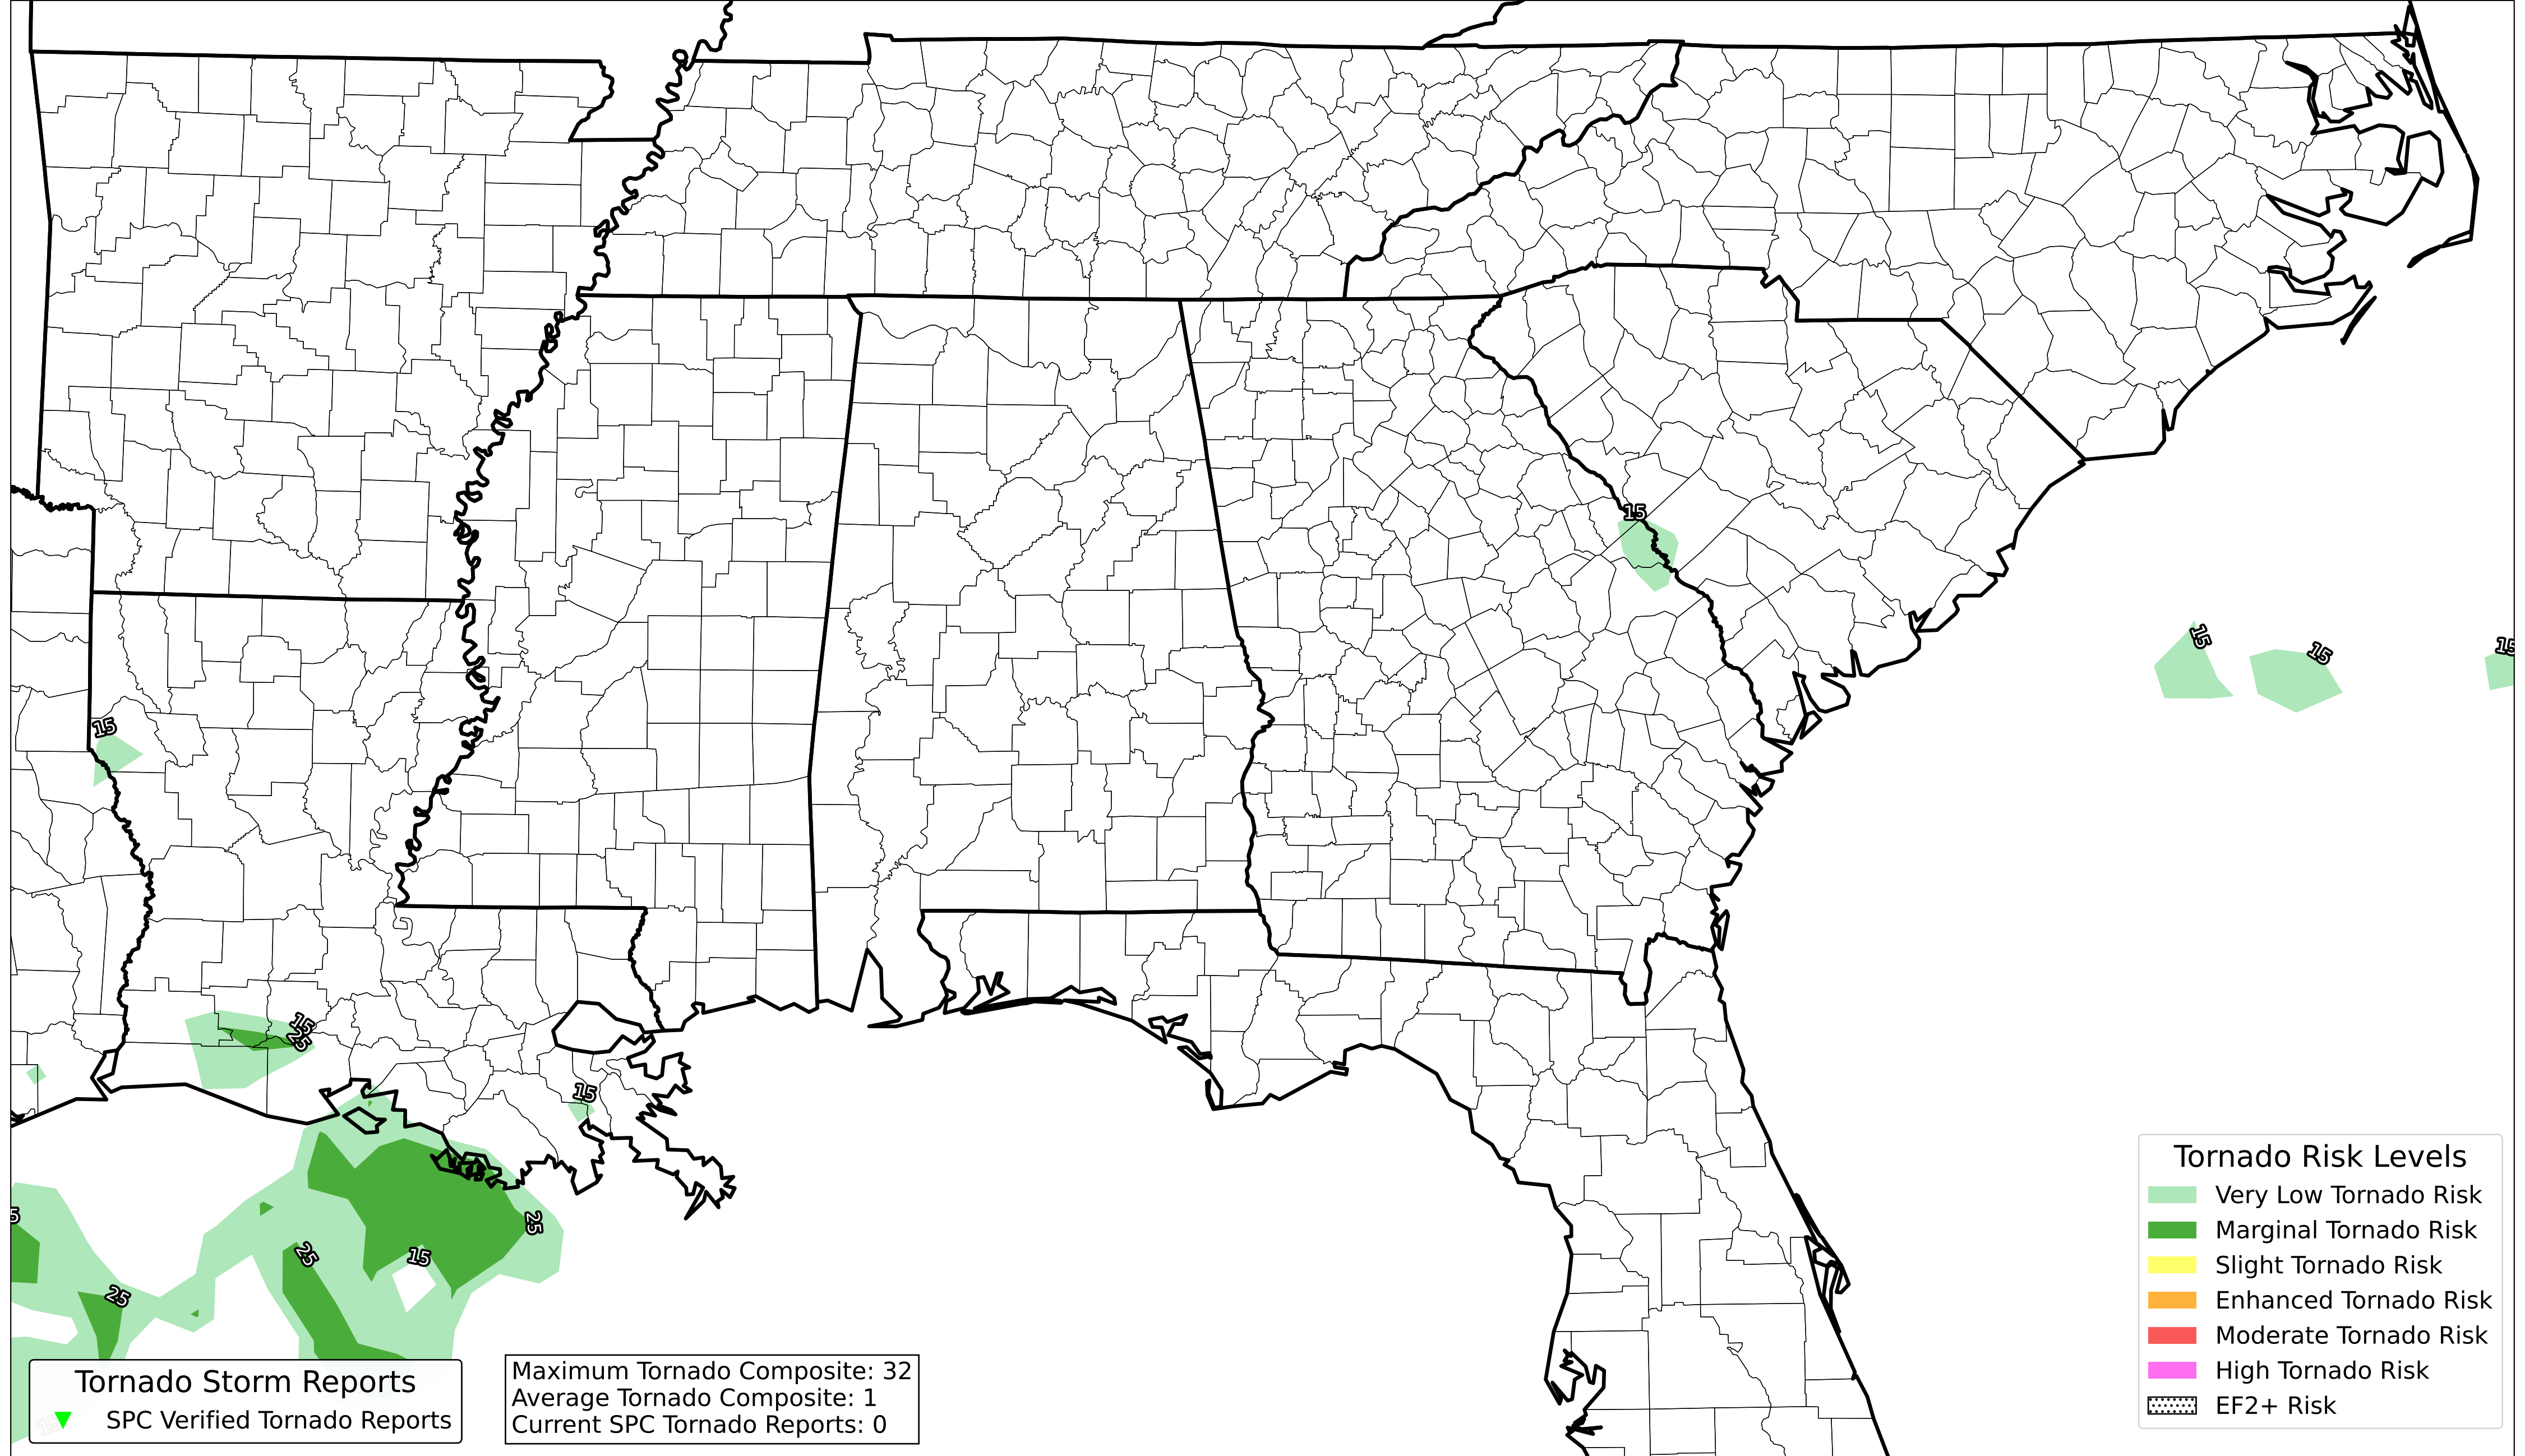 15
15
15
15
15
15
25
15
5
25
25
15
25
Tornado Risk Levels
Very Low Tornado Risk
Marginal Tornado Risk
Slight Tornado Risk
Enhanced Tornado Risk
Moderate Tornado Risk
High Tornado Risk
EF2+ Risk
Tornado Storm Reports
SPC Verified Tornado Reports
Maximum Tornado Composite: 32
Average Tornado Composite: 1
Current SPC Tornado Reports: 0